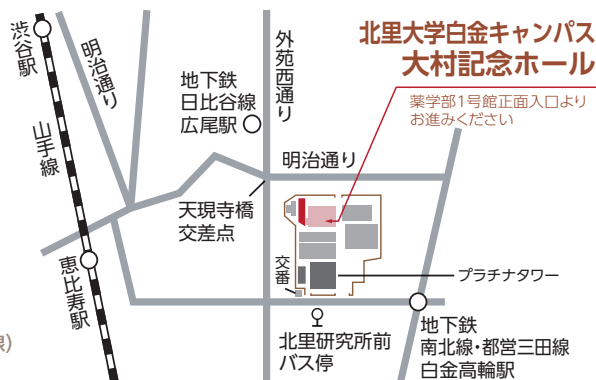 北里大学白金キャンパス
大村記念ホール
薬学部1号館正面入口より
お進みください
渋谷駅
明治通り
外苑西通り
地下鉄
日比谷線
広尾駅
山手線
明治通り
天現寺橋
交差点
恵比寿駅
交番
プラチナタワー
北里研究所前
バス停
地下鉄
南北線・都営三田線
白金高輪駅
線)